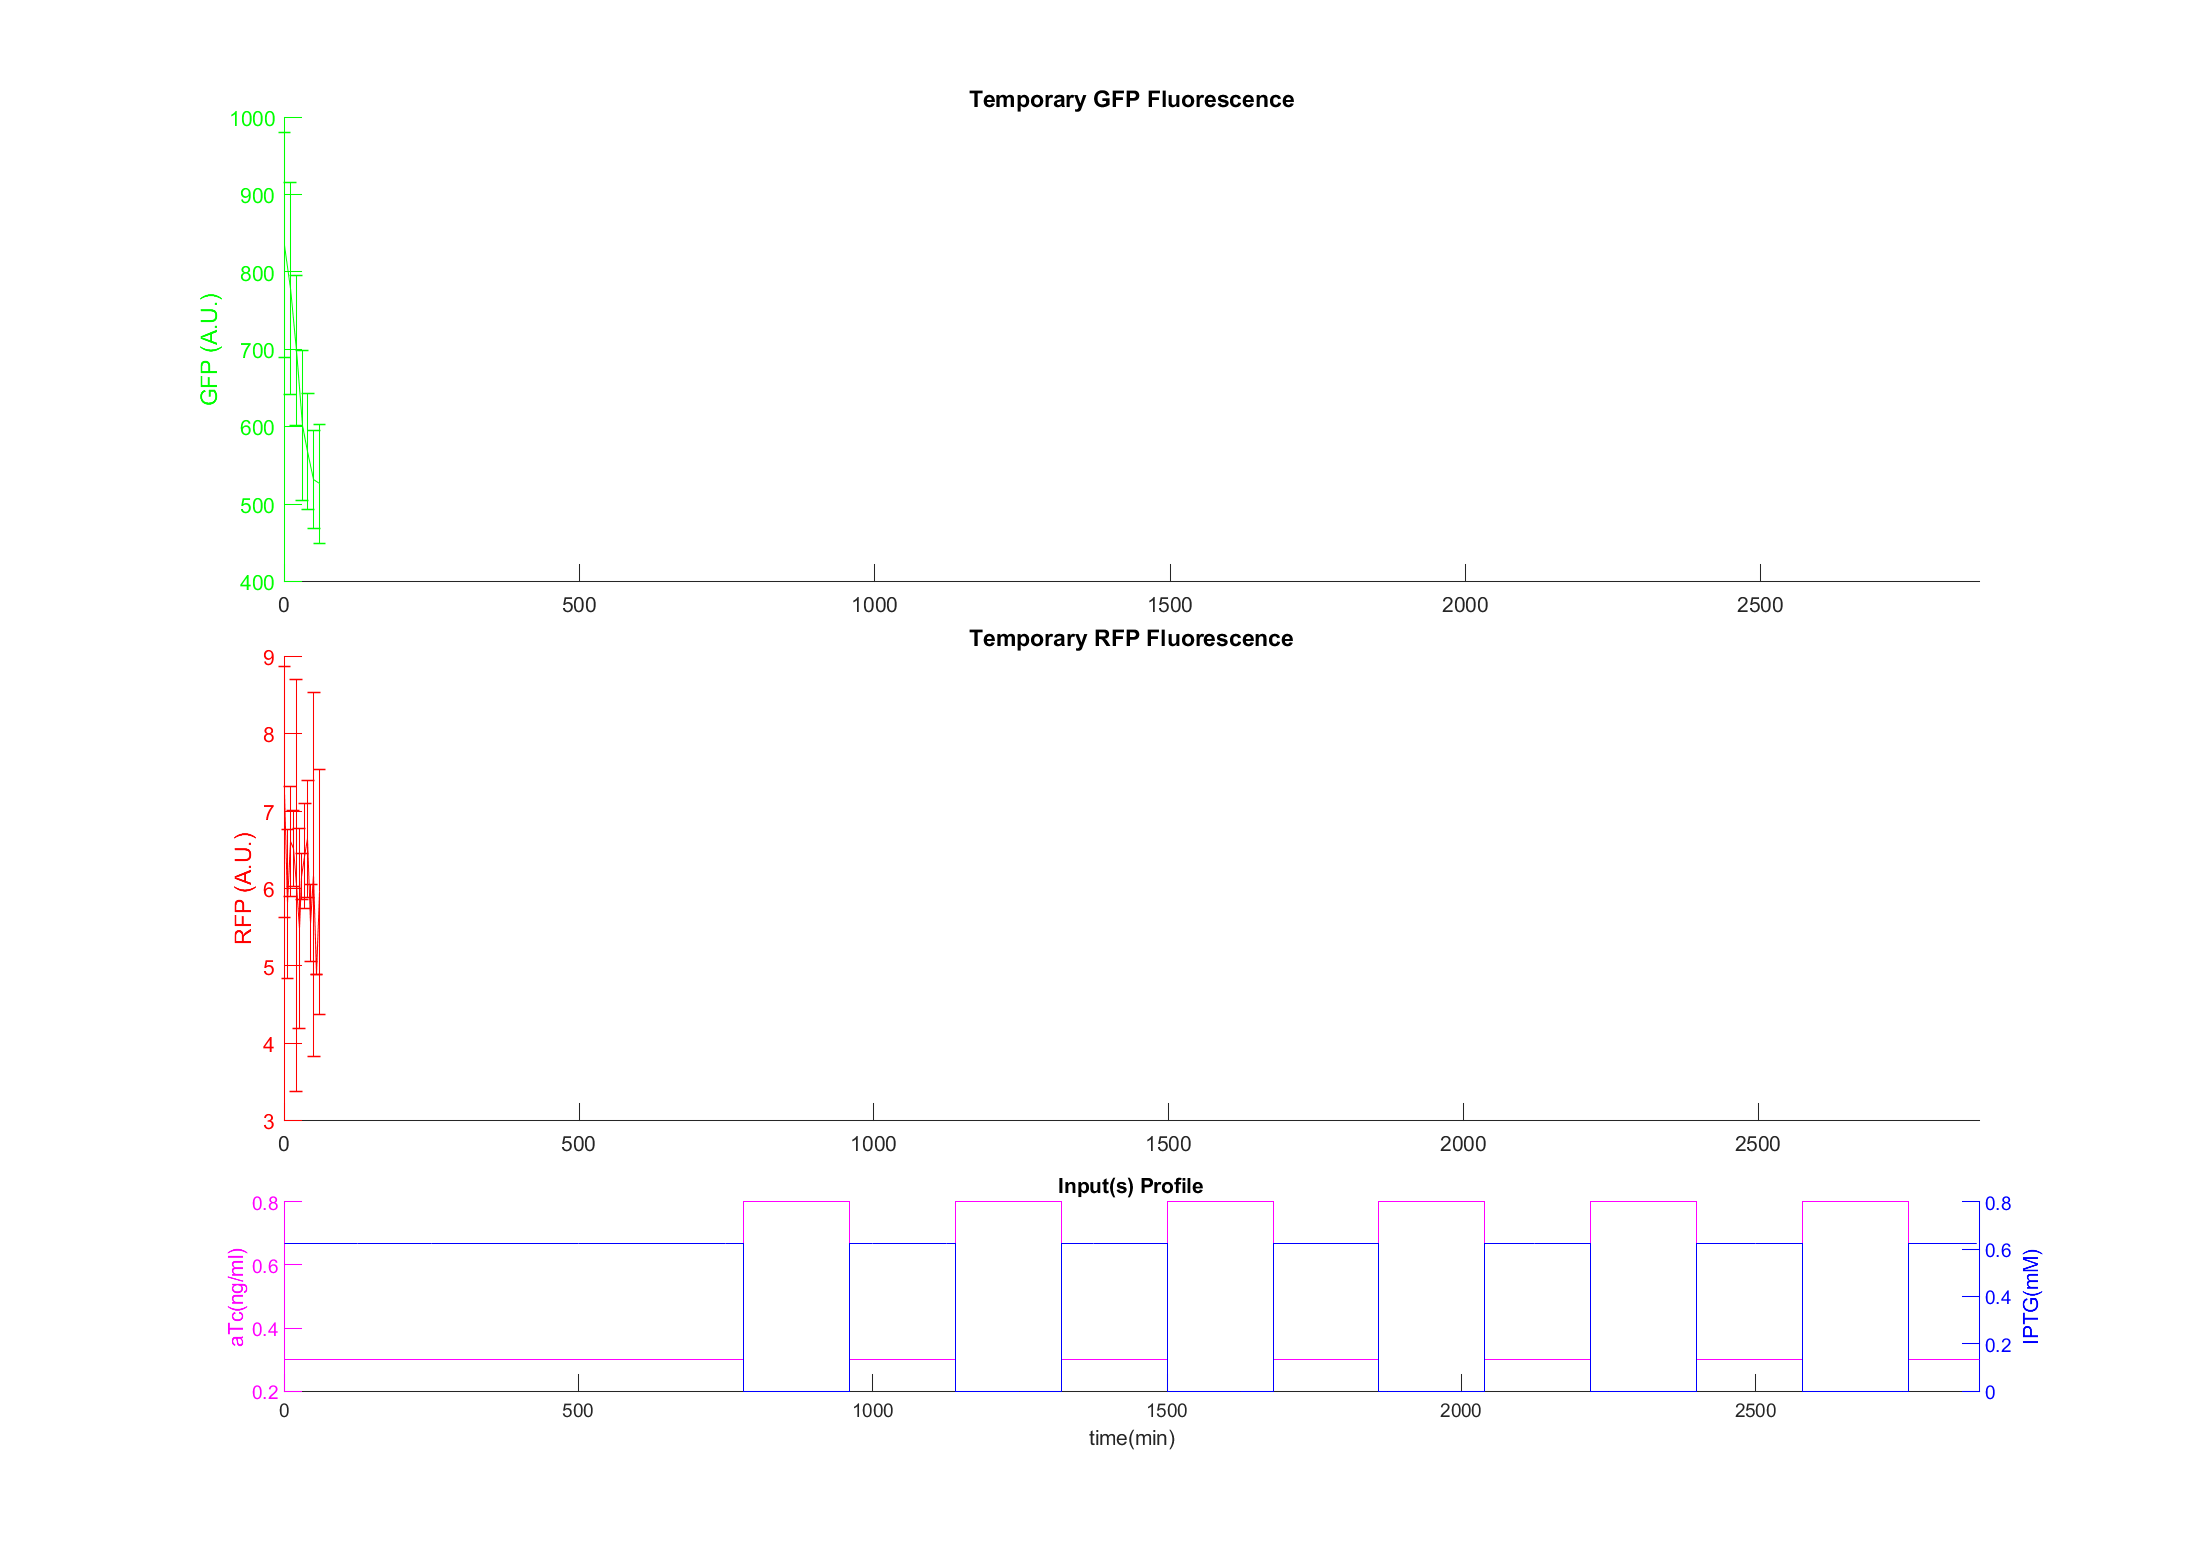 Temporary GFP Fluorescence
1000
900
800
700
600
500
400
GFP (A.U.)
0 500 1000 1500 2000 2500
Temporary RFP Fluorescence
9
8
7
6
5
4
3
RFP (A.U.)
0 500 1000 1500 2000 2500
Input(s) Profile
0.8
0.6
0.4
0.2
aTc(ng/ml)
0.8
0.6
0.4
0.2
0
IPTG(mM)
0 500 1000 1500 2000 2500
time(min)